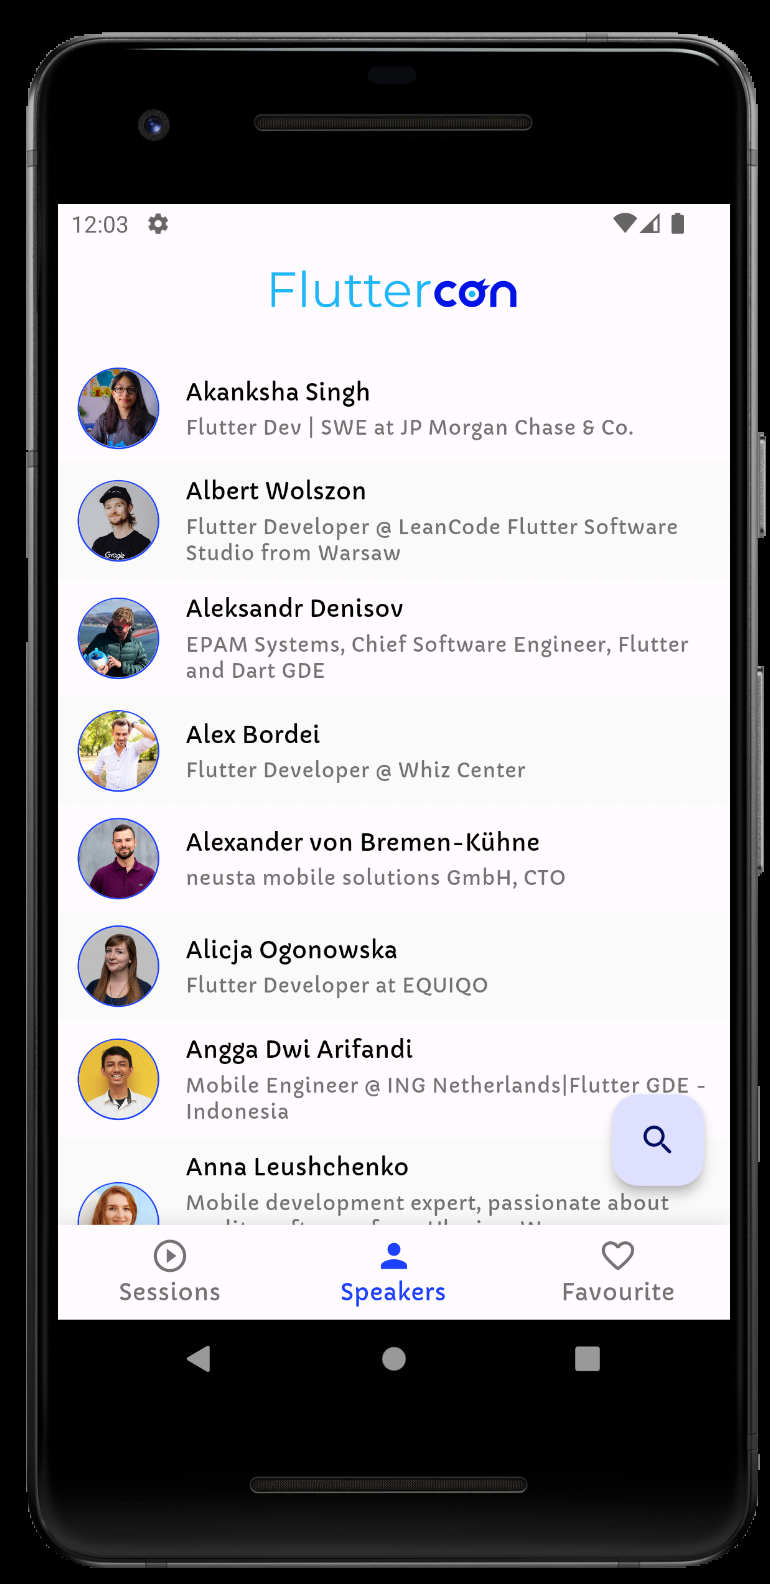 12:03
Fluttercon
Akanksha Singh
Flutter Dev | SWE at JP Morgan Chase & Co.
Albert Wolszon
Flutter Developer @ LeanCode Flutter Software
Studio from Warsaw
Aleksandr Denisov
EPAM Systems, Chief Software Engineer, Flutter
and Dart GDE
Alex Bordei
Flutter Developer @ Whiz Center
Alexander von Bremen-Kühne
neusta mobile solutions GmbH, CTO
Alicja Ogonowska
Flutter Developer at EQUIQO
Angga Dwi Arifandi
Mobile Engineer @ ING Netherlands|Flutter GDE -
Indonesia
Anna Leushchenko
Mobile development expert, passionate about
Sessions
Speakers
Favourite